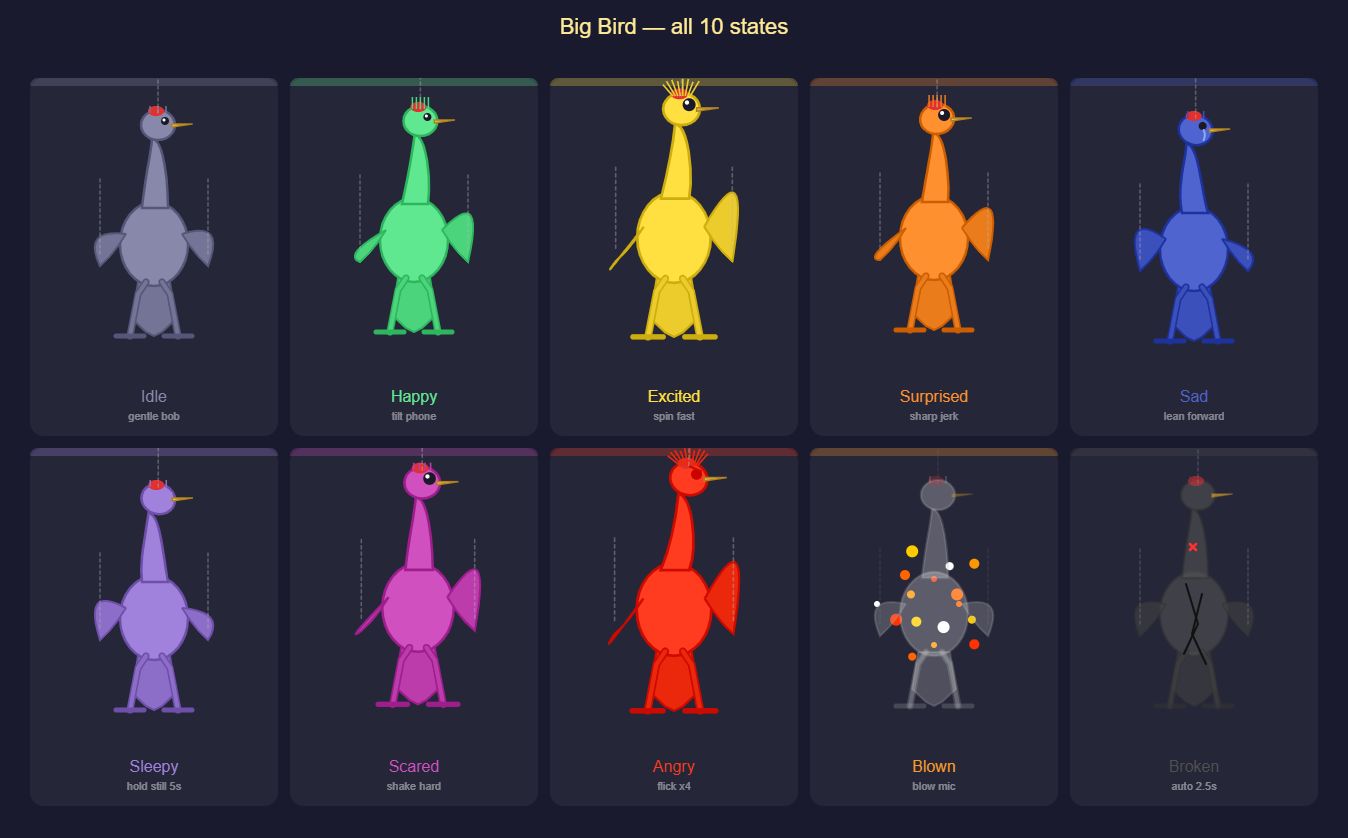 Big Bird — all 10 states
Idle
gentle bob
Happy
tilt phone
Excited
spin fast
Surprised
sharp jerk
Sad
lean forward
Sleepy
hold still 5s
Scared
shake hard
Angry
flick x4
Blown
blow mic
Broken
auto 2.5s